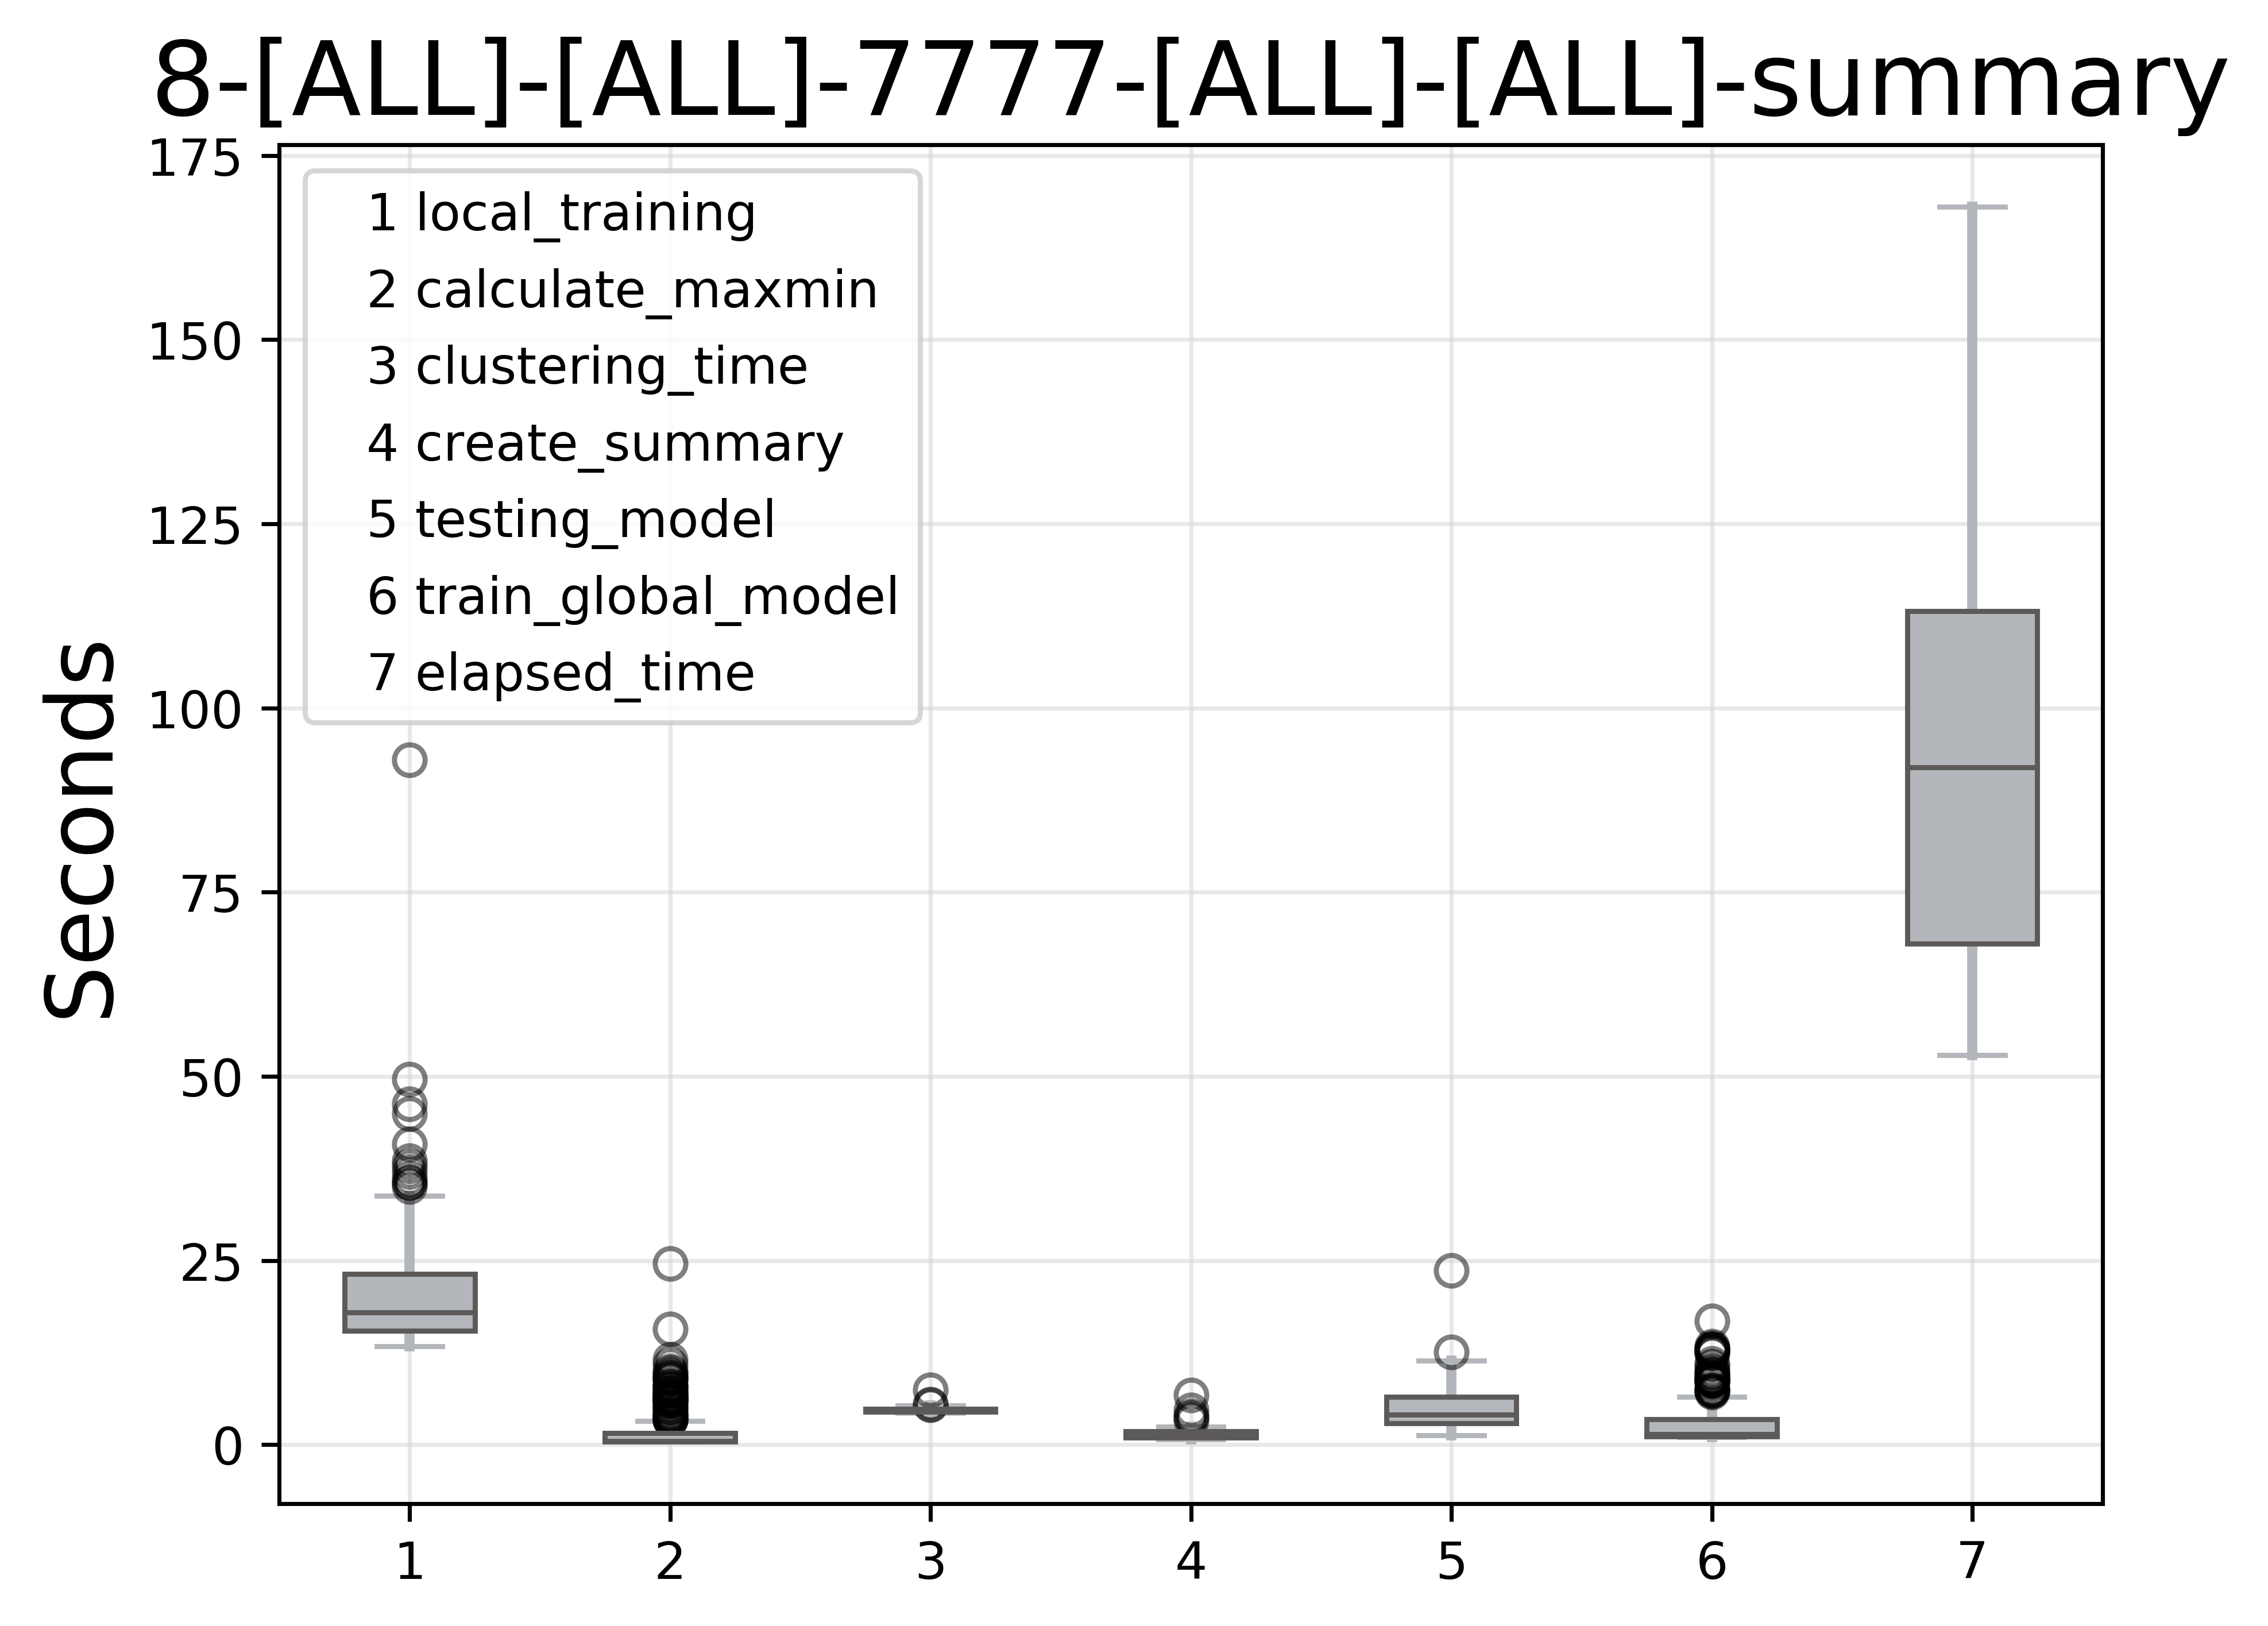 8-[ALL]-[ALL]-7777-[ALL]-[ALL]-summary
Seconds
175
150
125
100
75
50
25
0
1 local_training
2 calculate_maxmin
3 clustering_time
4 create_summary
5 testing_model
6 train_global_model
7 elapsed_time
1 2 3 4 5 6 7